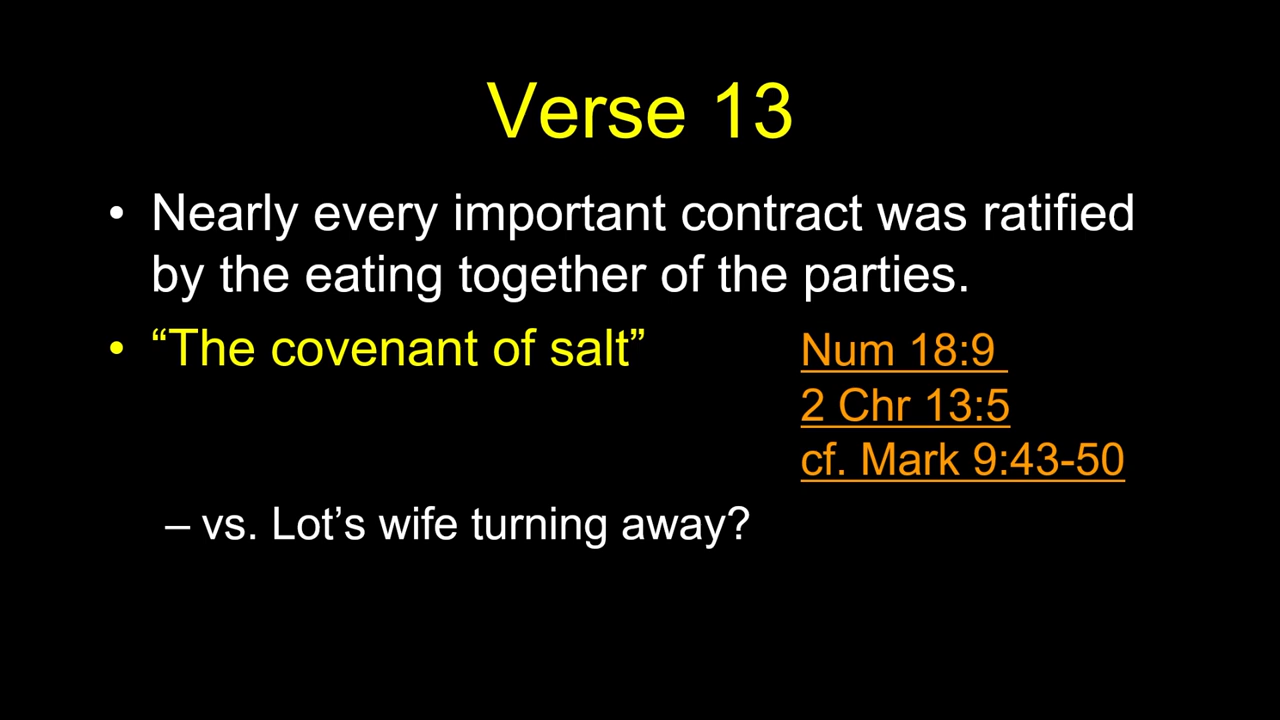 Verse 13
• Nearly every important contract was ratified
by the eating together of the parties.
• “The covenant of salt” Num 18:9
2 Chr 13:5
cf. Mark 9:43-50
– vs. Lot’s wife turning away?